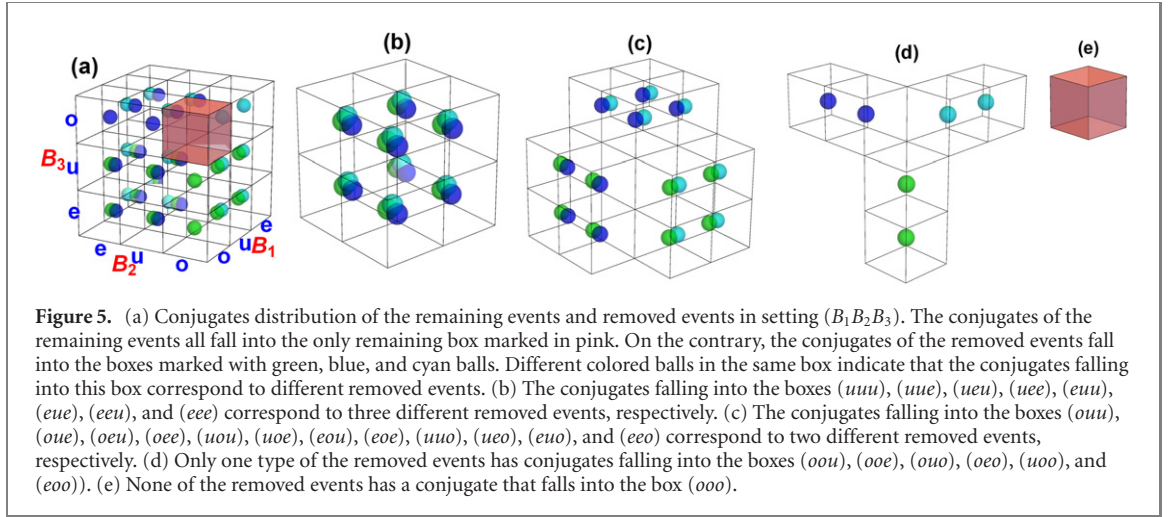 (a)
(b)
(c)
(d)
(e)
o
B3 u
e
e
B2 u
o
o
u B1
e
Figure 5. (a) Conjugates distribution of the remaining events and removed events in setting (B1B2B3). The conjugates of the
remaining events all fall into the only remaining box marked in pink. On the contrary, the conjugates of the removed events fall
into the boxes marked with green, blue, and cyan balls. Different colored balls in the same box indicate that the conjugates falling
into this box correspond to different removed events. (b) The conjugates falling into the boxes (uuu), (uue), (ueu), (uee), (euu),
(eue), (eeu), and (eee) correspond to three different removed events, respectively. (c) The conjugates falling into the boxes (ouu),
(oue), (oeu), (oee), (uou), (uoe), (eou), (eoe), (uuo), (ueo), (euo), and (eeo) correspond to two different removed events,
respectively. (d) Only one type of the removed events has conjugates falling into the boxes (oou), (ooe), (ouo), (oeo), (uoo), and
(eoo)). (e) None of the removed events has a conjugate that falls into the box (ooo).